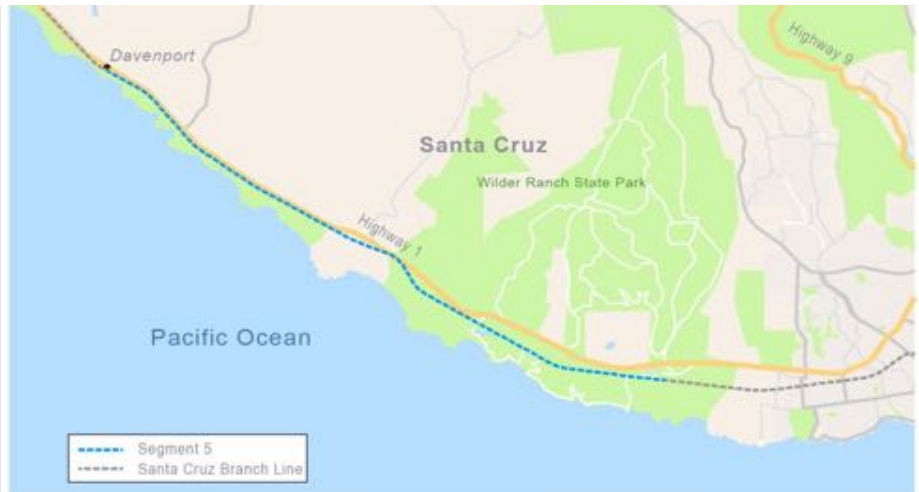 Davenport
Highway 9
Santa Cruz
Wilder Ranch State Park
Highway 1
Pacific Ocean
Segment 5
Santa Cruz Branch Line